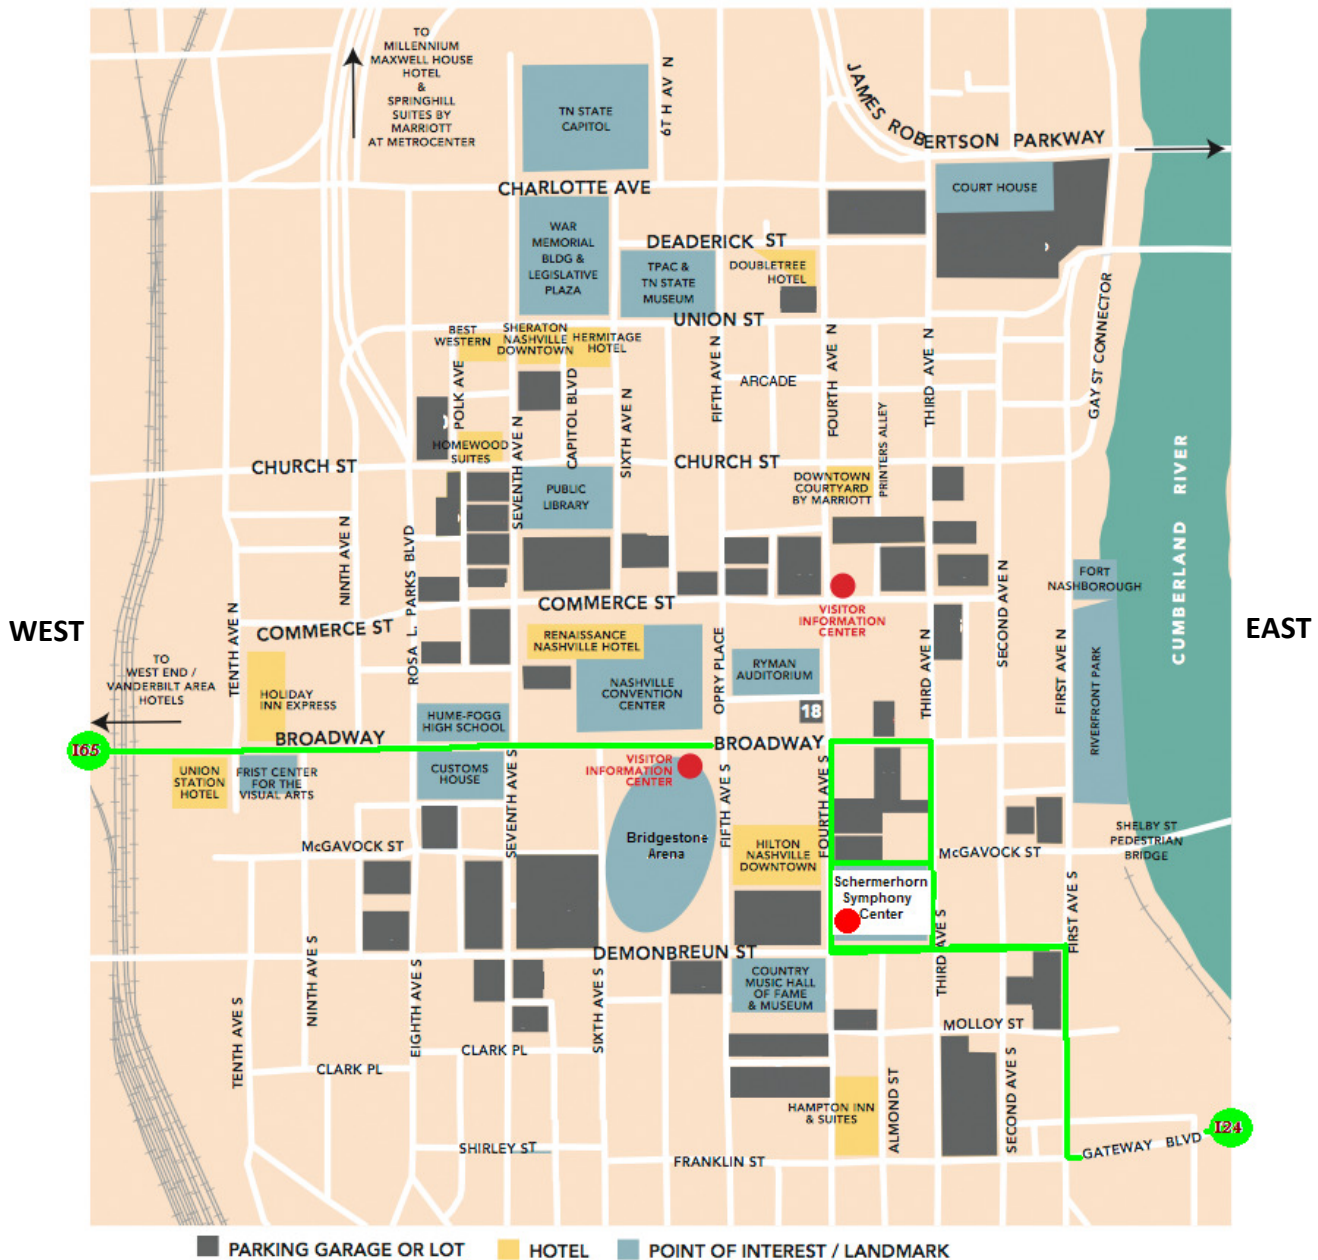 TO
MILLENNIUM
MAXWELL HOUSE
HOTEL
&
SPRINGHILL
SUITES BY
MARRIOTT
AT METROCENTER
TN STATE
CAPITOL
6TH AV N
JAMES ROBERTSON PARKWAY
COURT HOUSE
CHARLOTTE AVE
WAR
MEMORIAL
BLDG &
LEGISLATIVE
PLAZA
DEADERICK ST
TPAC &
TN STATE
MUSEUM
DOUBLETREE
HOTEL
UNION ST
BEST
WESTERN
SHERATON
NASHVILLE
DOWNTOWN
HERMITAGE
HOTEL
POLK AVE
CAPITOL BLVD
SEVENTH AVE N
SIXTH AVE N
FIFTH AVE N
ARCADE
FOURTH AVE N
PRINTERS ALLEY
THIRD AVE N
GAY ST CONNECTOR
HOMEWOOD
SUITES
CHURCH ST
CHURCH ST
PUBLIC
LIBRARY
DOWNTOWN
COURTYARD
BY MARRIOTT
CUMBERLAND RIVER
NINTH AVE N
ROSA L. PARKS BLVD
FORT
NASHBOROUGH
SECOND AVE N
COMMERCE ST
COMMERCE ST
VISITOR
INFORMATION
CENTER
WEST
EAST
TENTH AVE N
RENAISSANCE
NASHVILLE HOTEL
OPRY PLACE
RYMAN
AUDITORIUM
THIRD AVE N
FIRST AVE N
RIVERFRONT PARK
TO
WEST END /
VANDERBILT AREA
HOTELS
HOLIDAY
INN EXPRESS
NASHVILLE
CONVENTION
CENTER
HUME-FOGG
HIGH SCHOOL
18
I65
BROADWAY
BROADWAY
UNION
STATION
HOTEL
FRIST CENTER
FOR THE
VISUAL ARTS
CUSTOMS
HOUSE
SEVENTH AVE S
VISITOR
INFORMATION
CENTER
FIFTH AVE S
FOURTH AVE S
Bridgestone
Arena
HILTON
NASHVILLE
DOWNTOWN
McGAVOCK ST
McGAVOCK ST
SHELBY ST
PEDESTRIAN
BRIDGE
Schermerhorn
Symphony
Center
THIRD AVE S
FIRST AVE S
DEMONBREUN ST
NINTH AVE S
EIGHTH AVE S
SIXTH AVE S
TENTH AVE S
COUNTRY
MUSIC HALL
OF FAME
& MUSEUM
MOLLOY ST
CLARK PL
CLARK PL
HAMPTON INN
& SUITES
ALMOND ST
SECOND AVE S
I24
GATEWAY BLVD
SHIRLEY ST
FRANKLIN ST
PARKING GARAGE OR LOT
HOTEL
POINT OF INTEREST / LANDMARK